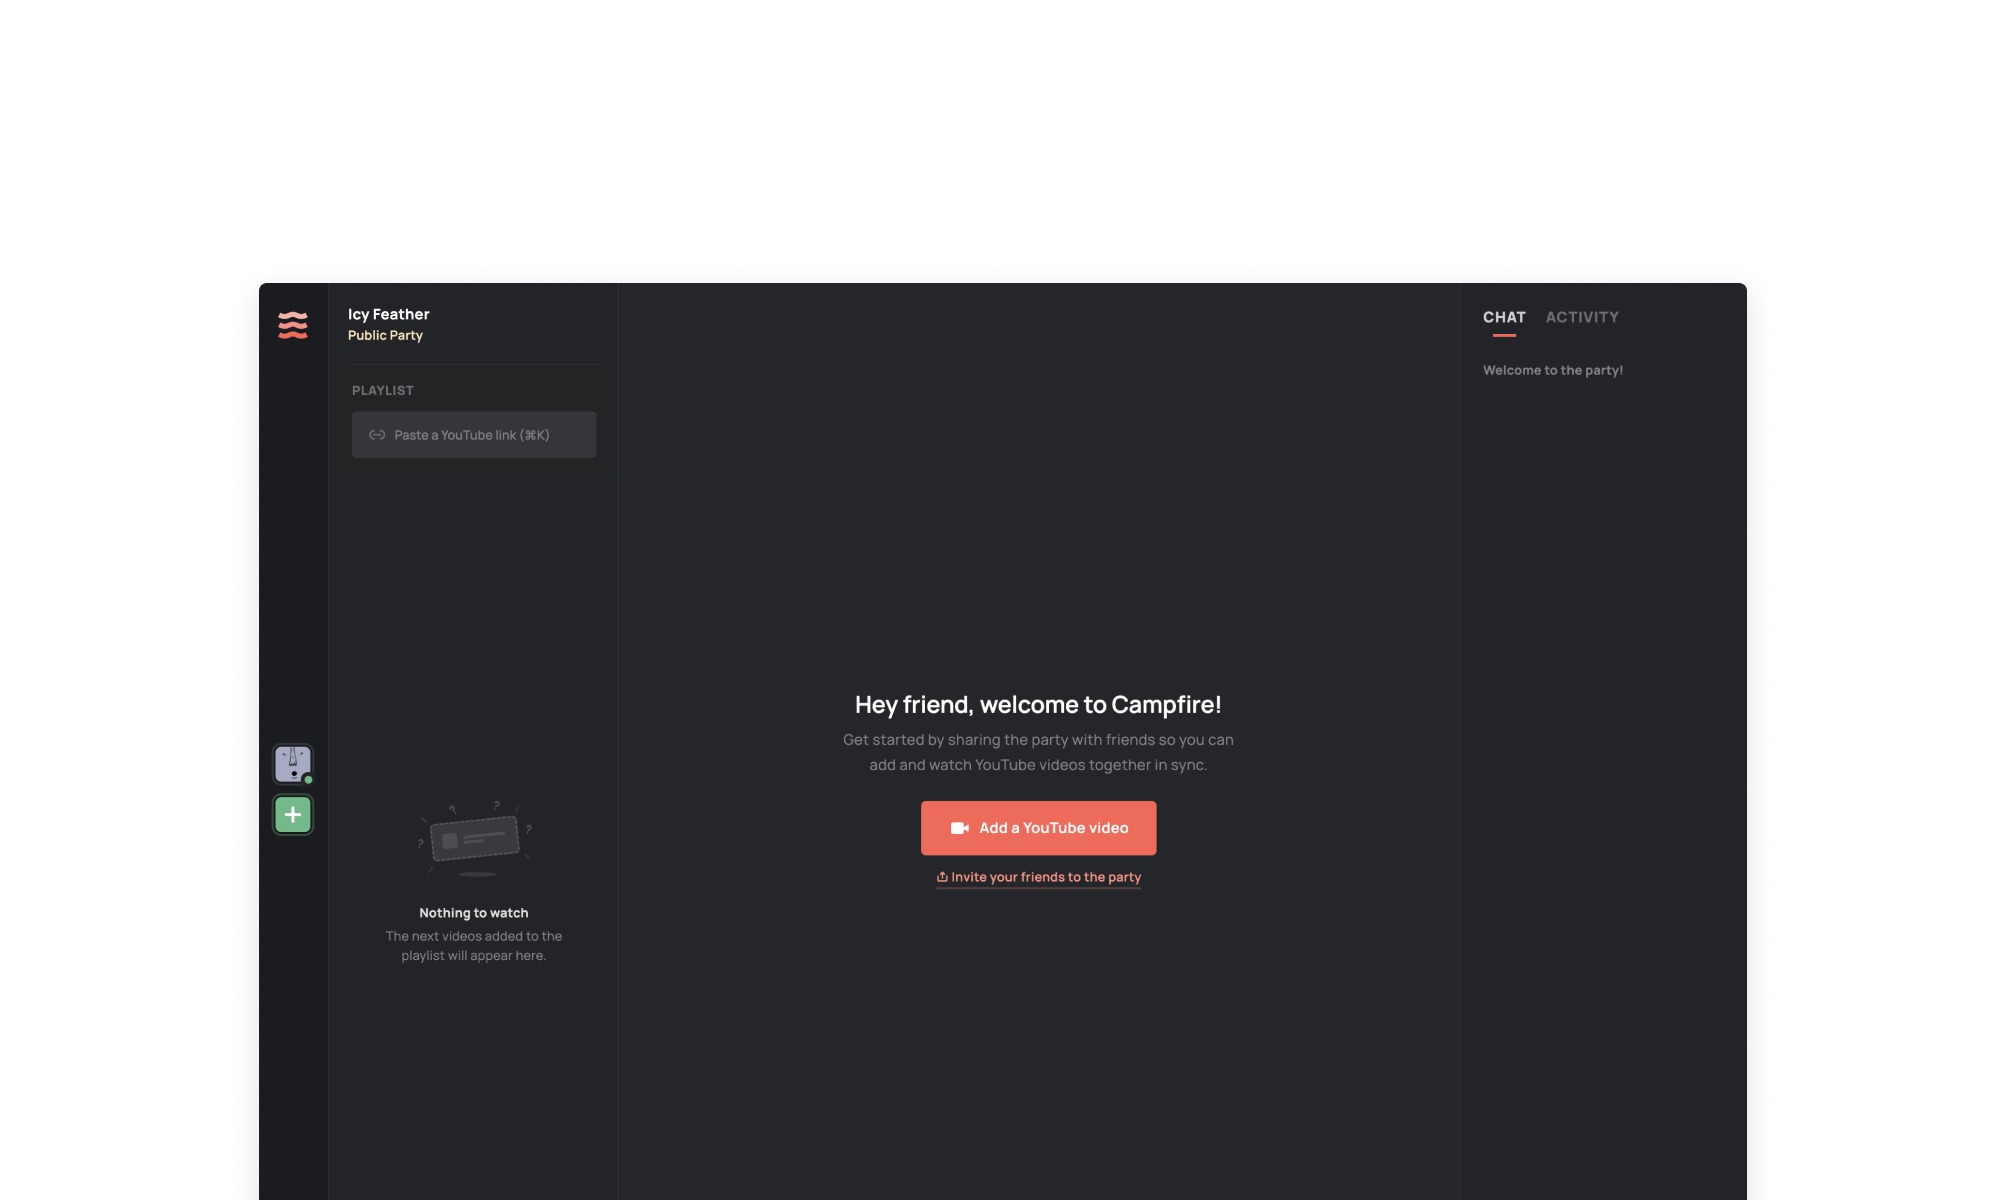 Icy Feather
Public Party
PLAYLIST
Paste a YouTube link (⌘K)
Nothing to watch
The next videos added to the
playlist will appear here.
Hey friend, welcome to Campfire!
Get started by sharing the party with friends so you can
add and watch YouTube videos together in sync.
Add a YouTube video
Invite your friends to the party
CHAT ACTIVITY
Welcome to the party!